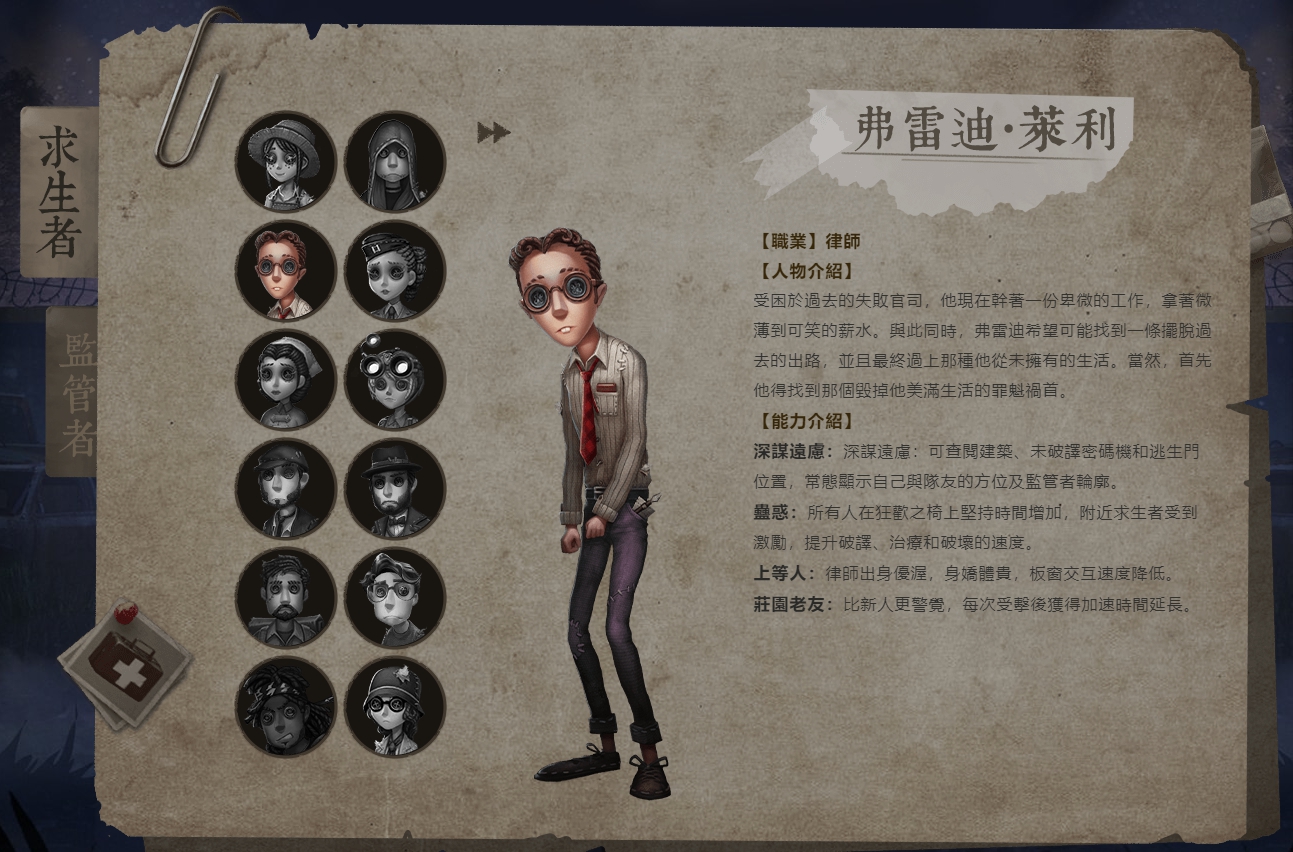 求生者
監管者
弗雷迪·萊利
【職業】律師
【人物介紹】
受困於過去的失敗官司，他現在幹著一份卑微的工作，拿著微
薄到可笑的薪水。與此同時，弗雷迪希望可能找到一條擺脫過
去的出路，並且最終過上那種他從未擁有的生活。當然，首先
他得找到那個毀掉他美滿生活的罪魁禍首。
【能力介紹】
深謀遠慮：深謀遠慮：可查閱建築、未破譯密碼機和逃生門
位置，常態顯示自己與隊友的方位及監管者輪廓。
蠱惑：所有人在狂歡之椅上堅持時間增加，附近求生者受到
激勵，提升破譯、治療和破壞的速度。
上等人：律師出身優渥，身嬌體貴，板窗交互速度降低。
莊園老友：比新人更警覺，每次受擊後獲得加速時間延長。